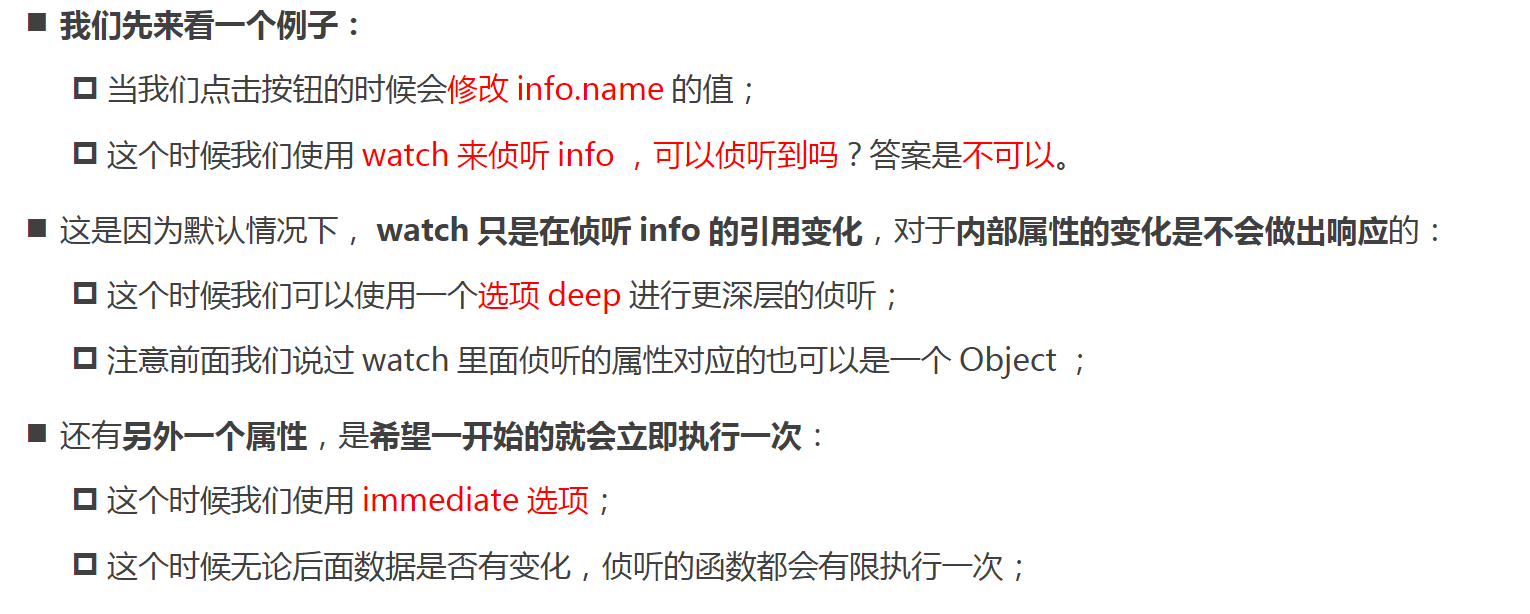 ■ 我们先来看一个例子：
当我们点击按钮的时候会修改 info.name 的值；
这个时候我们使用 watch 来侦听 info ，可以侦听到吗？答案是不可以。
■ 这是因为默认情况下， watch 只是在侦听 info 的引用变化，对于内部属性的变化是不会做出响应的：
这个时候我们可以使用一个选项 deep 进行更深层的侦听；
注意前面我们说过 watch 里面侦听的属性对应的也可以是一个 Object ；
■ 还有另外一个属性，是希望一开始的就会立即执行一次：
这个时候我们使用 immediate 选项；
这个时候无论后面数据是否有变化，侦听的函数都会有限执行一次；